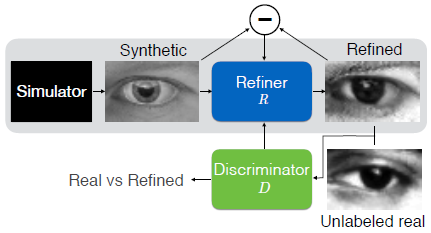 −
Synthetic
Refined
Simulator
Refiner
R
Discriminator
D
Real vs Refined
Unlabeled real